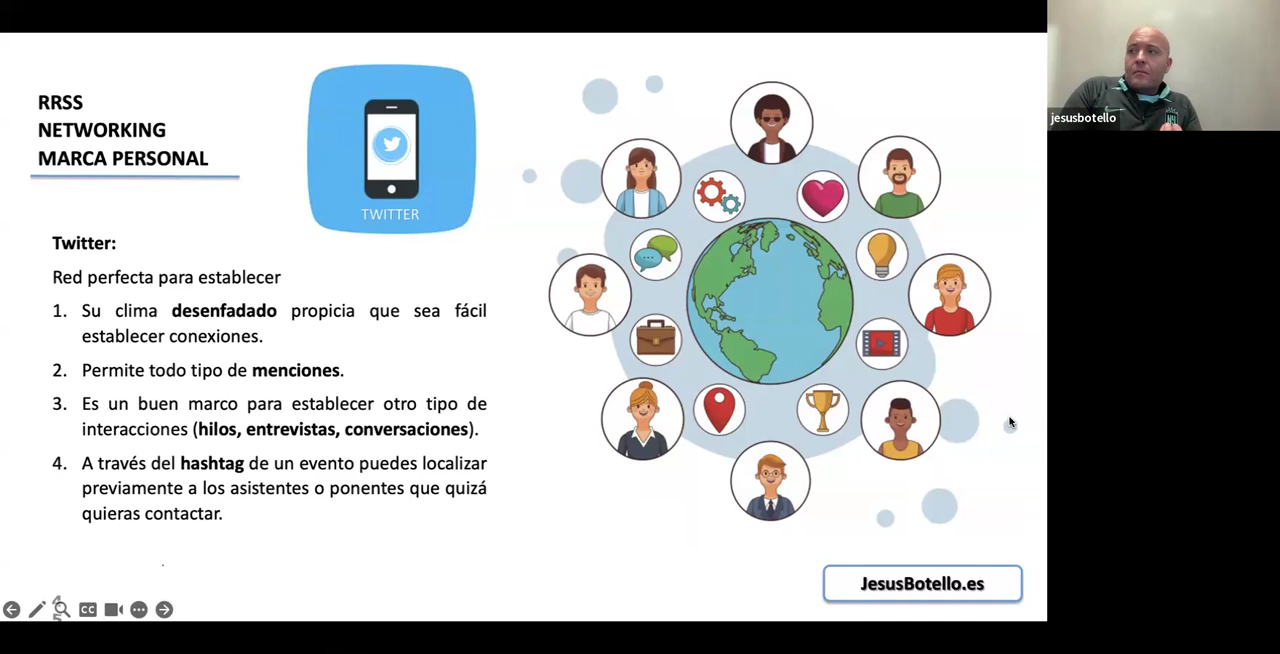 RRSS
NETWORKING
MARCA PERSONAL
TWITTER
Twitter:
Red perfecta para establecer
1. Su clima desenfadado propicia que sea fácil
establecer conexiones.
2. Permite todo tipo de menciones.
3. Es un buen marco para establecer otro tipo de
interacciones (hilos, entrevistas, conversaciones).
4. A través del hashtag de un evento puedes localizar
previamente a los asistentes o ponentes que quizá
quieras contactar.
JesusBotello.es
CC
jesusbotello